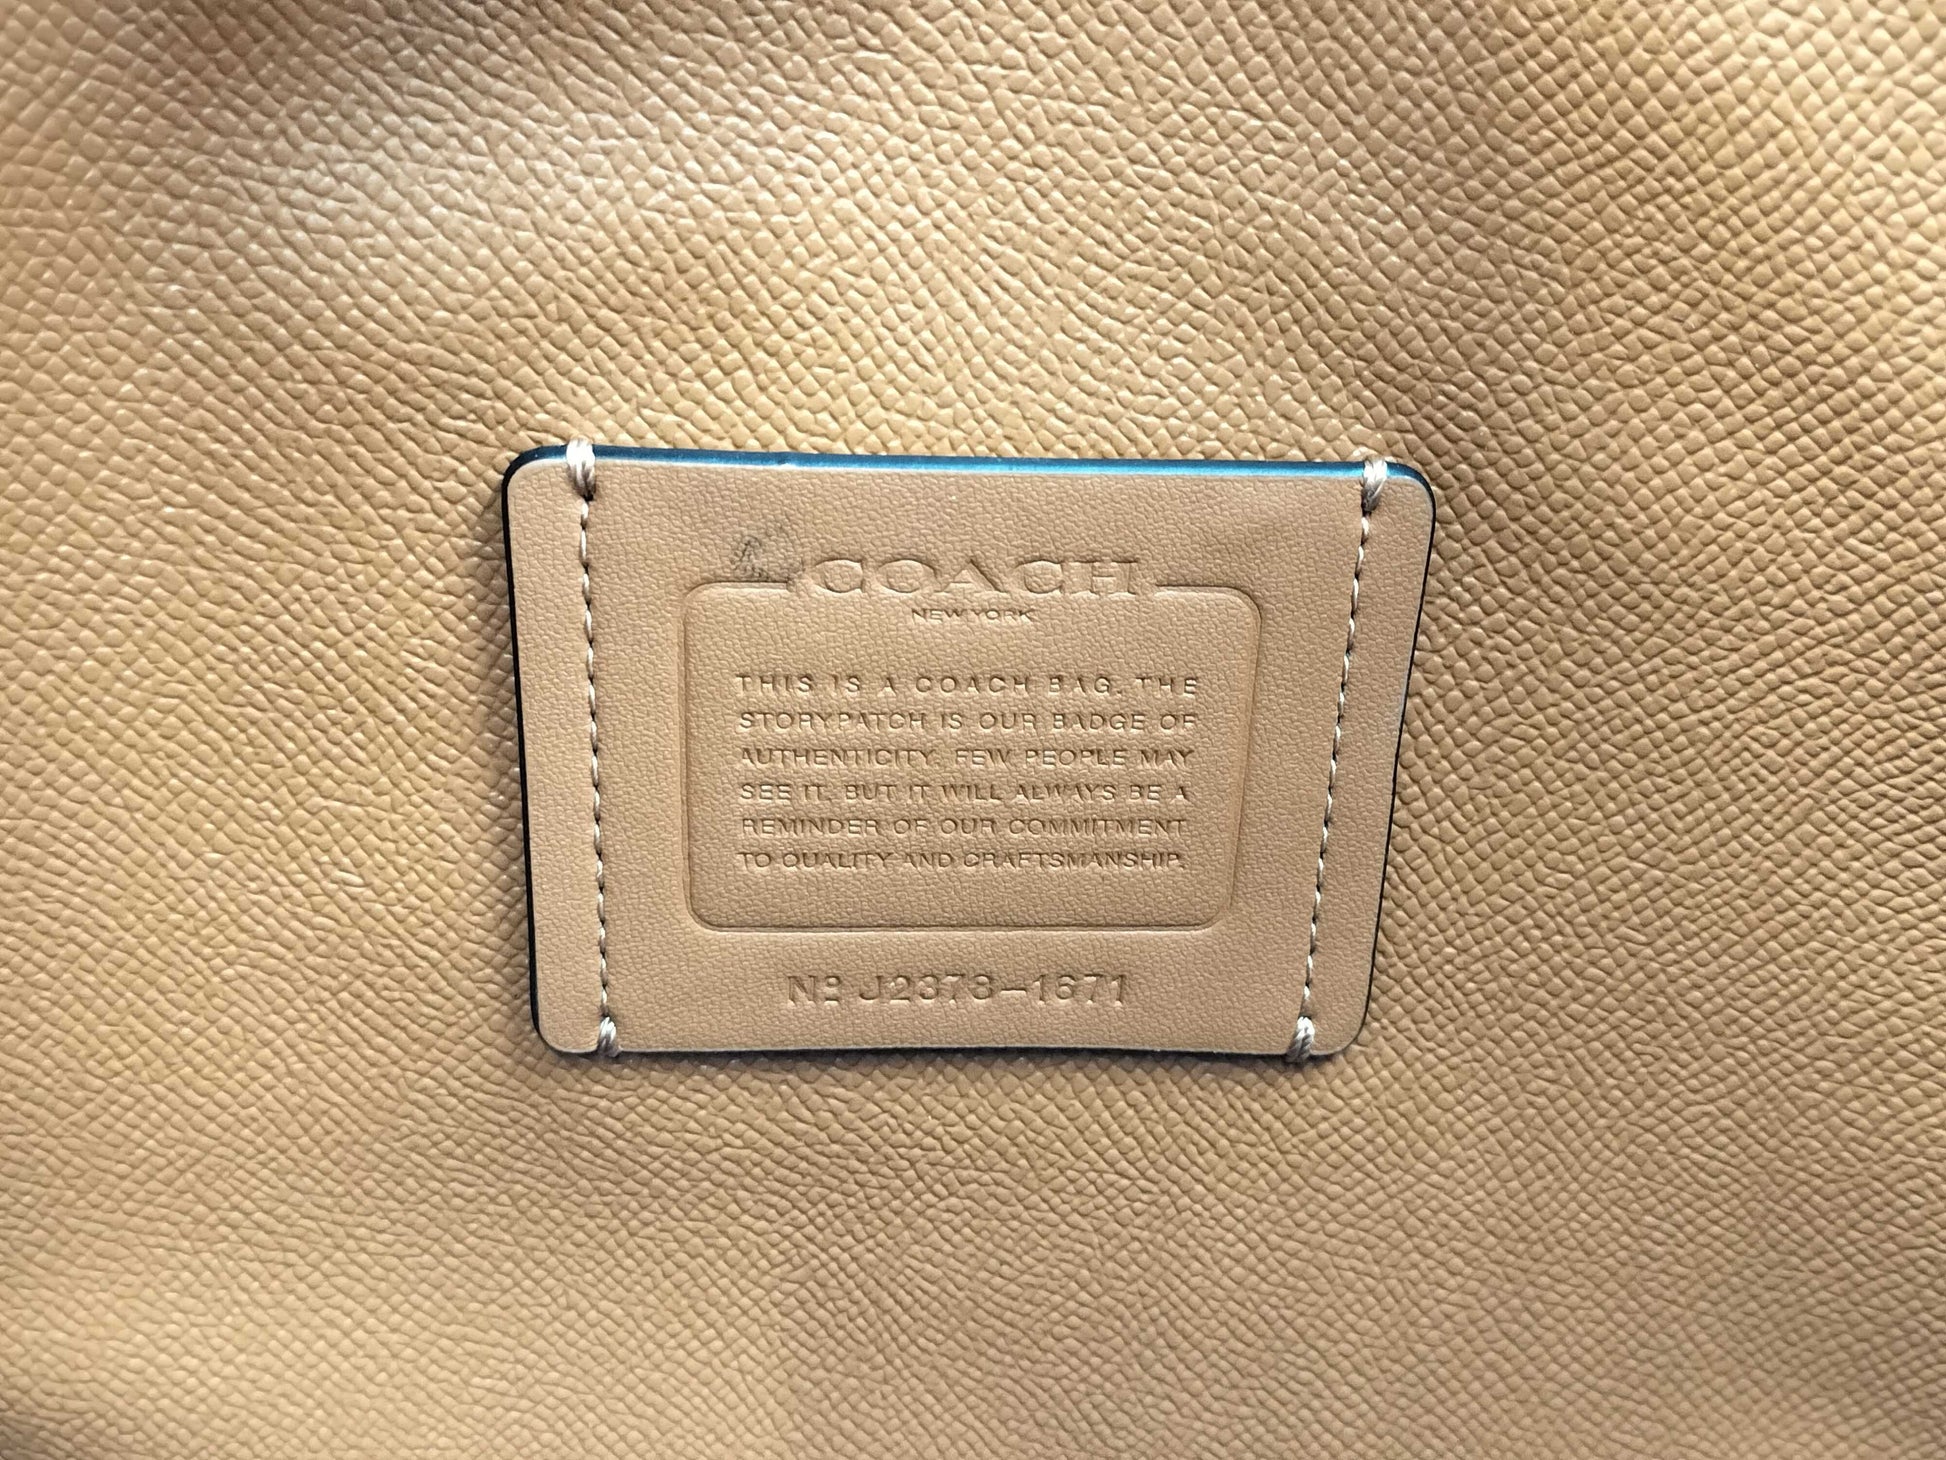 COACH
NEW YORK
THIS IS A COACH BAG. THE
STORYPATCH IS OUR BADGE OF
AUTHENTICITY. FEW PEOPLE MAY
SEE IT. BUT IT WILL ALWAYS BE A
REMINDER OF OUR COMMITMENT
TO QUALITY AND CRAFTSMANSHIP.
Nº J2373-1671